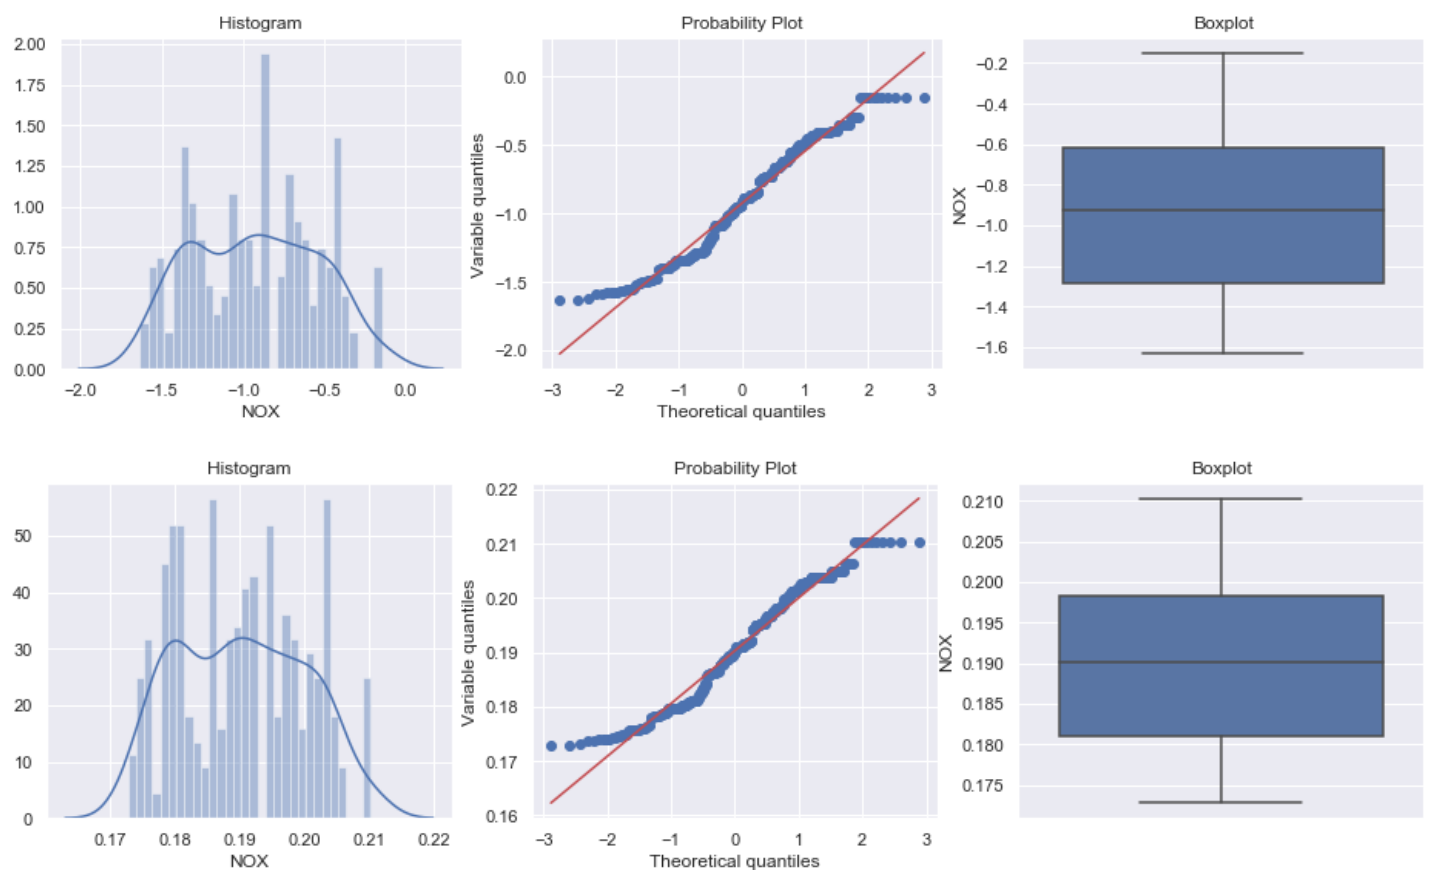 Histogram
2.00
1.75
1.50
1.25
1.00
0.75
0.50
0.25
0.00
−2.0 −1.5 −1.0 −0.5 0.0
NOX
Probability Plot
Variable quantiles
0.0
−0.5
−1.0
−1.5
−2.0
−3 −2 −1 0 1 2 3
Theoretical quantiles
Boxplot
NOX
−0.2
−0.4
−0.6
−0.8
−1.0
−1.2
−1.4
−1.6
Histogram
50
40
30
20
10
0
0.17 0.18 0.19 0.20 0.21 0.22
NOX
Probability Plot
Variable quantiles
0.22
0.21
0.20
0.19
0.18
0.17
0.16
−3 −2 −1 0 1 2 3
Theoretical quantiles
Boxplot
NOX
0.210
0.205
0.200
0.195
0.190
0.185
0.180
0.175